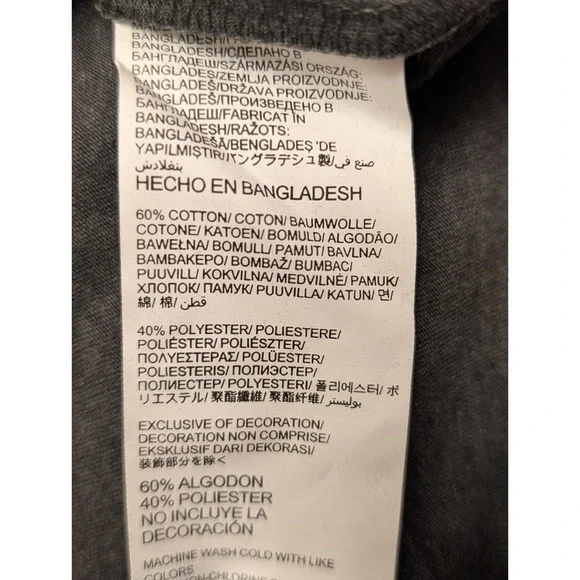 BANGLADESH/
BANGLADESH/СДЕЛАНО В
БАНГЛАДЕШ/SZÁRMAZÁSI ORSZÁG:
BANGLADES/ZEMLJA PROIZVODNJE:
BANGLADEŠ/DRŽAVA PROIZVODNJE:
BANGLADEŠ/ПРОИЗВЕДЕНО В
БАНГЛАДЕШ/FABRICAT ÎN
BANGLADESH/RAŽOTS:
BANGLADEŠĀ/BENGLADEŞ 'DE
YAPILMIŞTIR/バングラデシュ製/صنع في
بنغلادش
HECHO EN BANGLADESH
60% COTTON/ COTON/ BAUMWOLLE/
COTONE/ KATOEN/ BOMULD/ ALGODÃO/
BAWEŁNA/ BOMULL/ PAMUT/ BAVLNA/
BAMBAKEPO/ BOMBAŽ/ BUMBAC/
PUUVILL/ KOKVILNA/ MEDVILNĖ/ PAMUK/
ХЛОПОК/ ПАМУК/ PUUVILLA/ KATUN/ 면/
綿/ 棉/ قطن
40% POLYESTER/ POLIESTERE/
POLIÉSTER/ POLIÉSZTER/
ΠΟΛΥΕΣΤΕΡΑΣ/ POLÜESTER/
POLIESTERIS/ ПОЛИЭСТЕР/
ПОЛИЕСТЕР/ POLYESTERI/ 폴리에스터/ ポ
リエステル/ 聚酯纖維/ 聚酯纤维/ بوليستر
EXCLUSIVE OF DECORATION/
DECORATION NON COMPRISE/
EKSKLUSIF DARI DEKORASI/
装飾部分を除く
60% ALGODON
40% POLIESTER
NO INCLUYE LA
DECORACIÓN
MACHINE WASH COLD WITH LIKE
COLORS